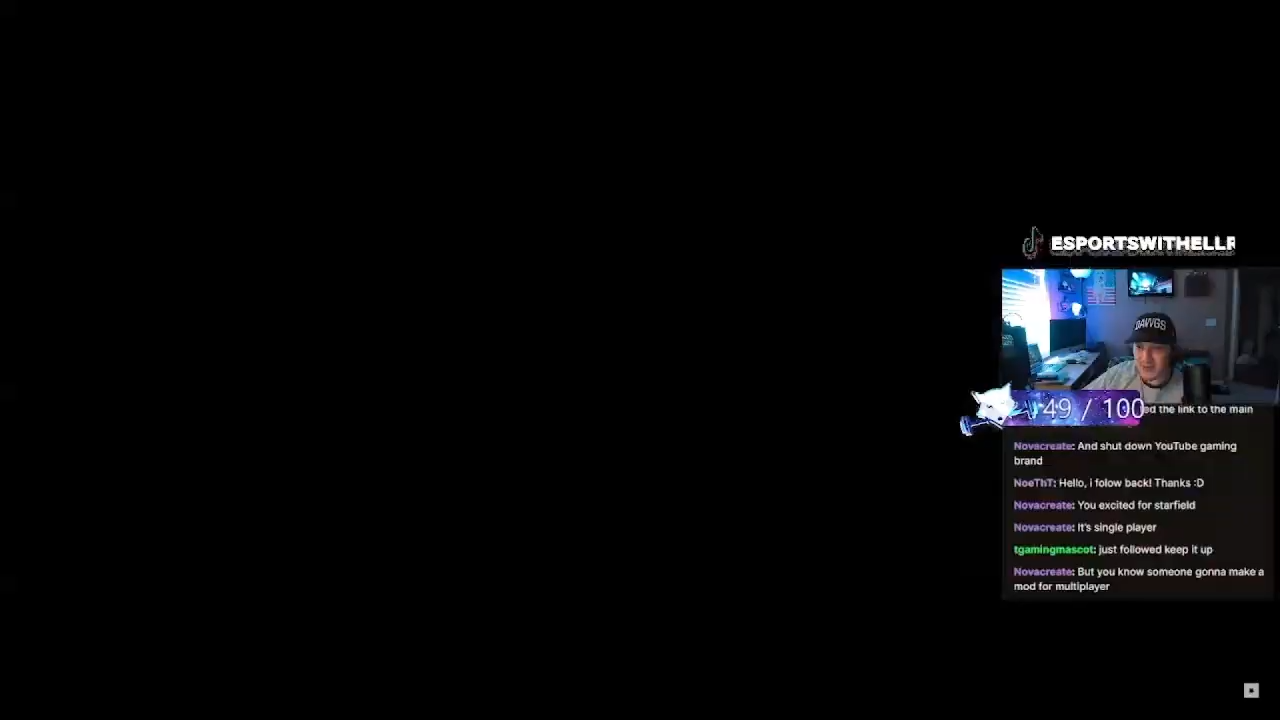 ESPORTSWITHELLR
DAWGS
49 / 100
ed the link to the main
Novacreate: And shut down YouTube gaming
brand
NoeThT: Hello, i folow back! Thanks :D
Novacreate: You excited for starfield
Novacreate: It's single player
tgamingmascot: just followed keep it up
Novacreate: But you know someone gonna make a
mod for multiplayer